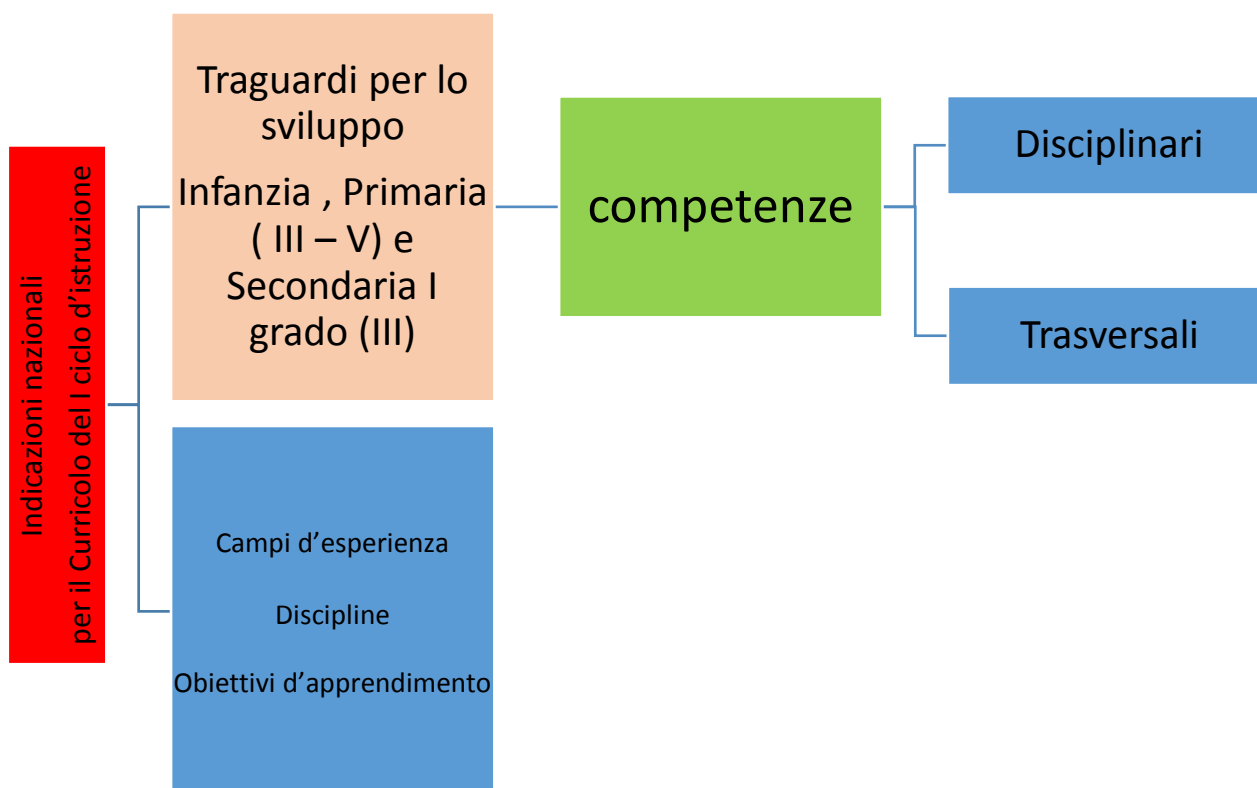 Indicazioni nazionali
per il Curricolo del I ciclo d’istruzione
Traguardi per lo
sviluppo
Infanzia , Primaria
( III – V) e
Secondaria I
grado (III)
competenze
Disciplinari
Trasversali
Campi d’esperienza
Discipline
Obiettivi d’apprendimento